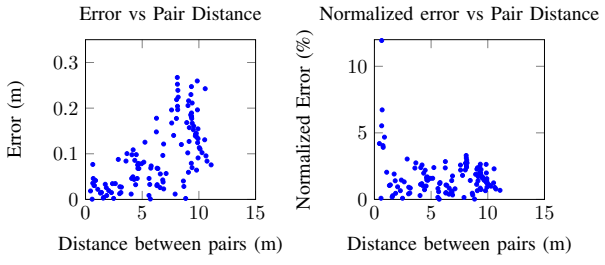 Error vs Pair Distance
0.3
0.2
0.1
0
0 5 10 15
Error (m)
Distance between pairs (m)
Normalized error vs Pair Distance
10
5
0
0 5 10 15
Normalized Error (%)
Distance between pairs (m)